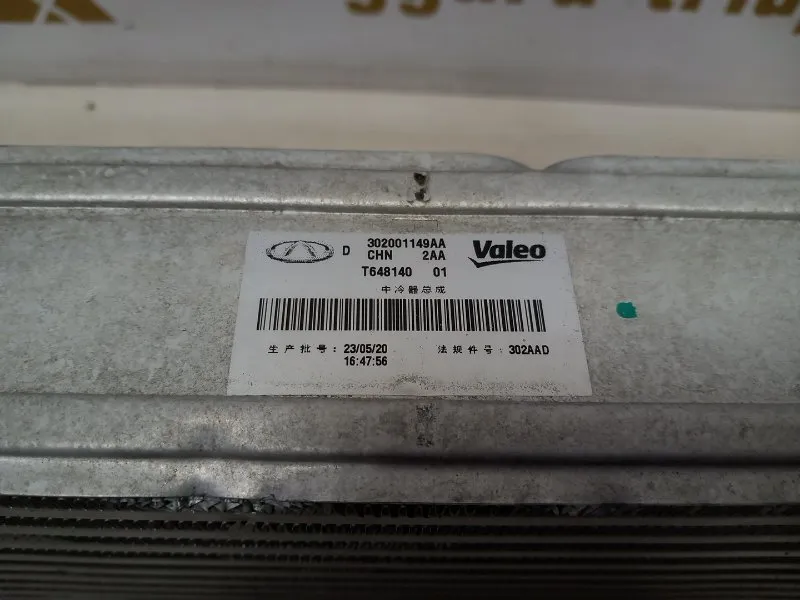 D 302001149AA
CHN 2AA
T648140 01
Valeo
中冷器总成
生产批号: 23/05/20
16:47:56
法规件号: 302AAD